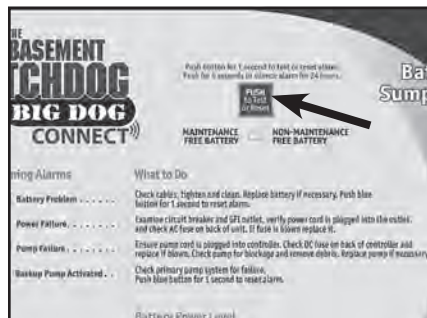 THE
BASEMENT
TCHDOG
BIG DOG
CONNECT
Push button for 1 second to test or reset alarm.
Push for 5 seconds to silence alarm for 24 hours.
PUSH
to Test
or Reset
Ba
Sump
MAINTENANCE
FREE BATTERY
NON-MAINTENANCE
FREE BATTERY
ning Alarms
What to Do
Battery Problem . . . . . . .
Check cables, tighten and clean. Replace battery if necessary. Push blue
button for 1 second to reset alarm.
Power Failure. . . . . . . . .
Examine circuit breaker and GFI outlet, verify power cord is plugged into the outlet,
and check AC fuse on back of unit. If fuse is blown replace it.
Pump Failure. . . . . . . . .
Ensure pump cord is plugged into controller. Check DC fuse on back of controller and
replace if blown. Check pump for blockage and remove debris. Replace pump if necessary
Backup Pump Activated . .
Check primary pump system for failure.
Push blue button for 1 second to reset alarm.
Battery Power Level